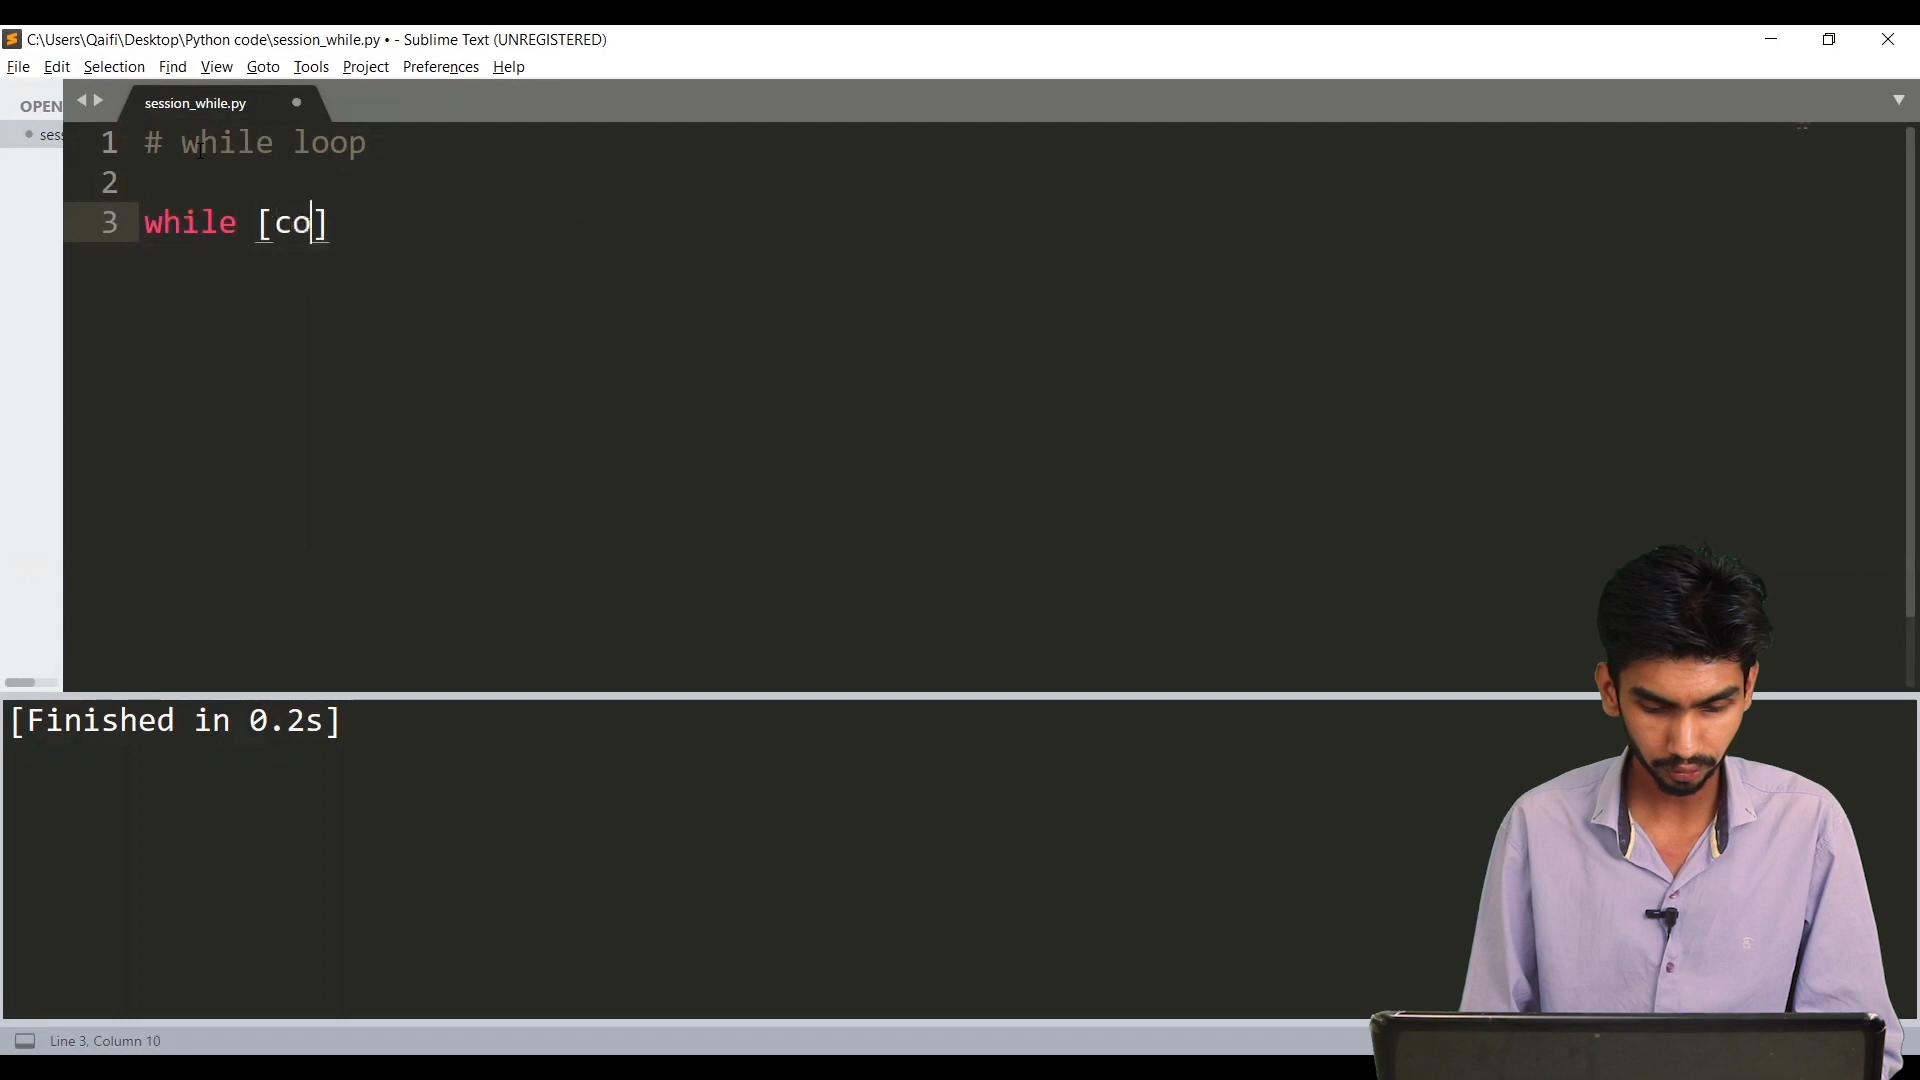 C:\Users\Qaifi\Desktop\Python code\session_while.py • - Sublime Text (UNREGISTERED)
File Edit Selection Find View Goto Tools Project Preferences Help
OPEN
session_while.py
sess
1 # while loop
2
3 while [co]
[Finished in 0.2s]
Line 3, Column 10